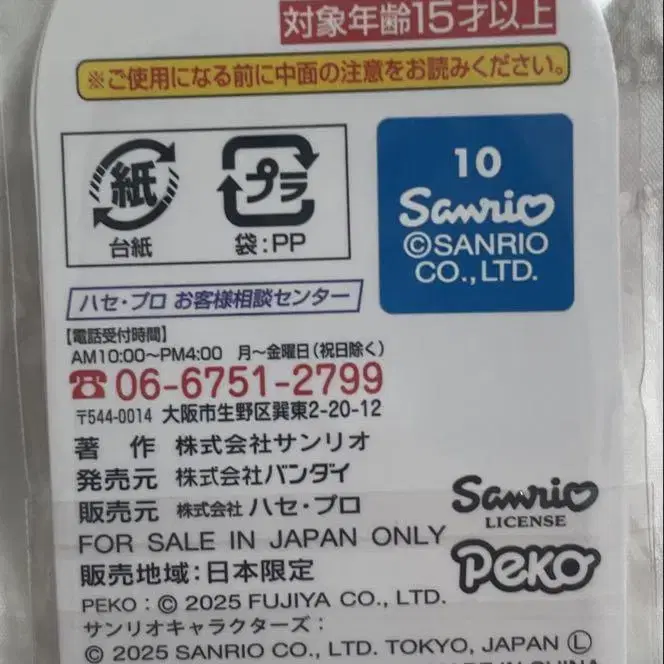 対象年齢15才以上
※ご使用になる前に中面の注意をお読みください。
紙
台紙
プラ
袋:PP
10
Sanrio
©SANRIO
CO.,LTD.
ハセ・プロ お客様相談センター
【電話受付時間】
AM10:00〜PM4:00 月〜金曜日(祝日除く)
☎06-6751-2799
〒544-0014 大阪市生野区巽東2-20-12
著 作 株式会社サンリオ
発売元 株式会社バンダイ
販売元 株式会社 ハセ・プロ
Sanrio
LICENSE
FOR SALE IN JAPAN ONLY
販売地域:日本限定
PeKo
PEKO : © 2025 FUJIYA CO., LTD.
サンリオキャラクターズ:
© 2025 SANRIO CO., LTD. TOKYO, JAPAN Ⓛ